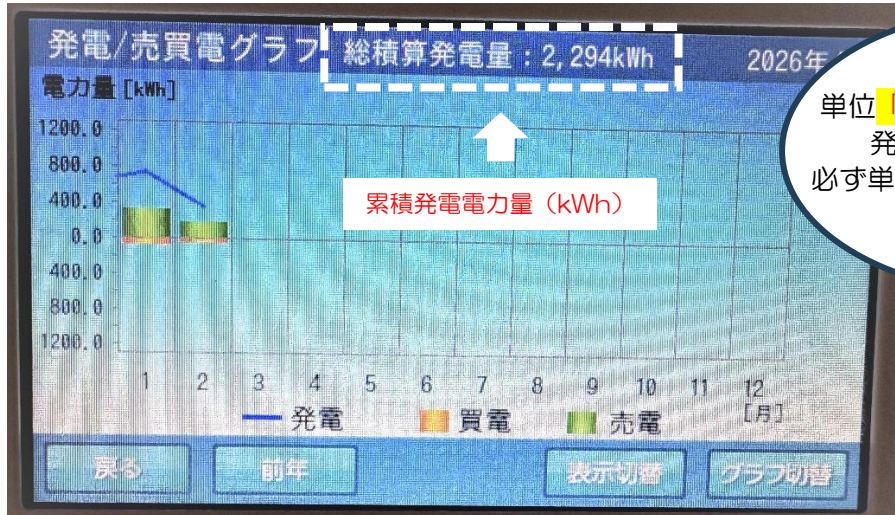 発電/売買電グラフ 総積算発電量:2,294kWh 2026年
電力量[kWh]
1200.0
800.0
400.0
0.0
400.0
800.0
1200.0
累積発電電力量(kWh)
単位「
発
必ず単
1 2 3 4 5 6 7 8 9 10 11 12
[月]
発電 買電 売電
戻る 前年 表示切替 グラフ切替